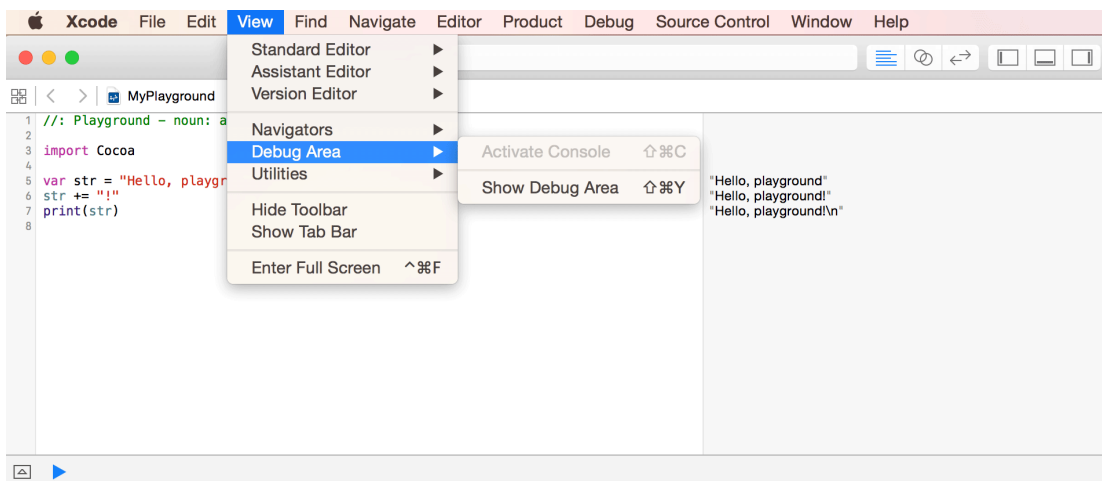 Xcode File Edit View Find Navigate Editor Product Debug Source Control Window Help
Standard Editor
Assistant Editor
Version Editor
Navigators
Debug Area
Utilities
Hide Toolbar
Show Tab Bar
Enter Full Screen ^⌘F
Activate Console ⇧⌘C
Show Debug Area ⇧⌘Y
MyPlayground
1 //: Playground – noun: a
2
3 import Cocoa
4
5 var str = "Hello, playgr
6 str += "!"
7 print(str)
8
"Hello, playground"
"Hello, playground!"
"Hello, playground!\n"